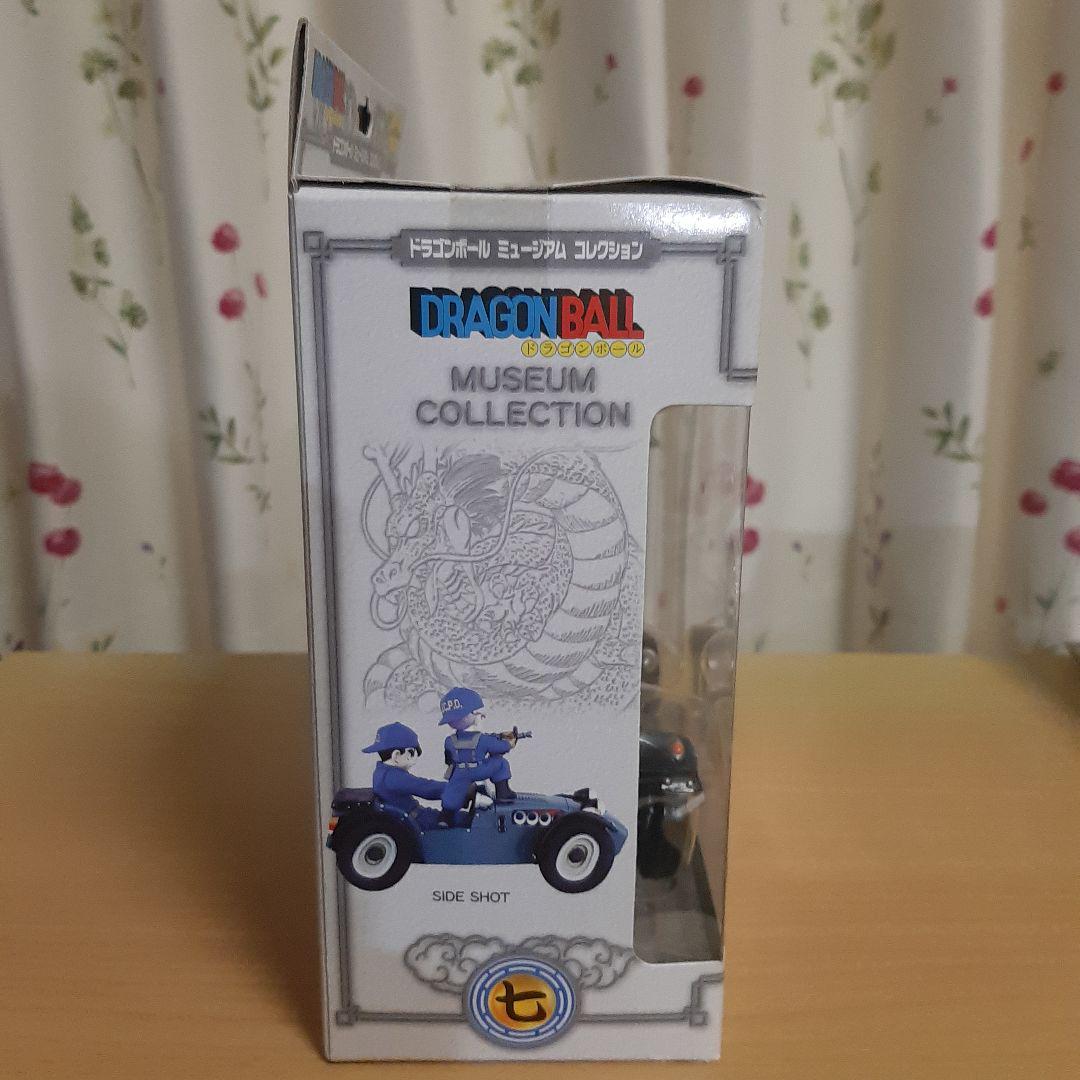 ドラゴンボール ミュージアム コレクション
DRAGON BALL
ドラゴンボール
MUSEUM
COLLECTION
C.P.D.
SIDE SHOT
七